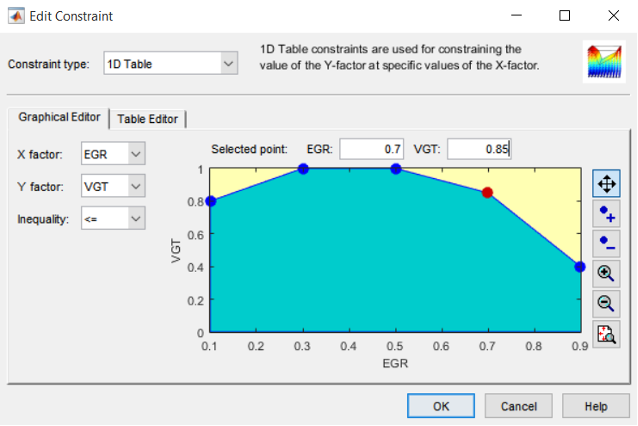 Edit Constraint
Constraint type: 1D Table
1D Table constraints are used for constraining the
value of the Y-factor at specific values of the X-factor.
Graphical Editor Table Editor
X factor: EGR
Y factor: VGT
Inequality: <=
Selected point: EGR: 0.7 VGT: 0.85
1
0.8
0.6
0.4
0.2
0
VGT
0.1 0.2 0.3 0.4 0.5 0.6 0.7 0.8 0.9
EGR
OK Cancel Help